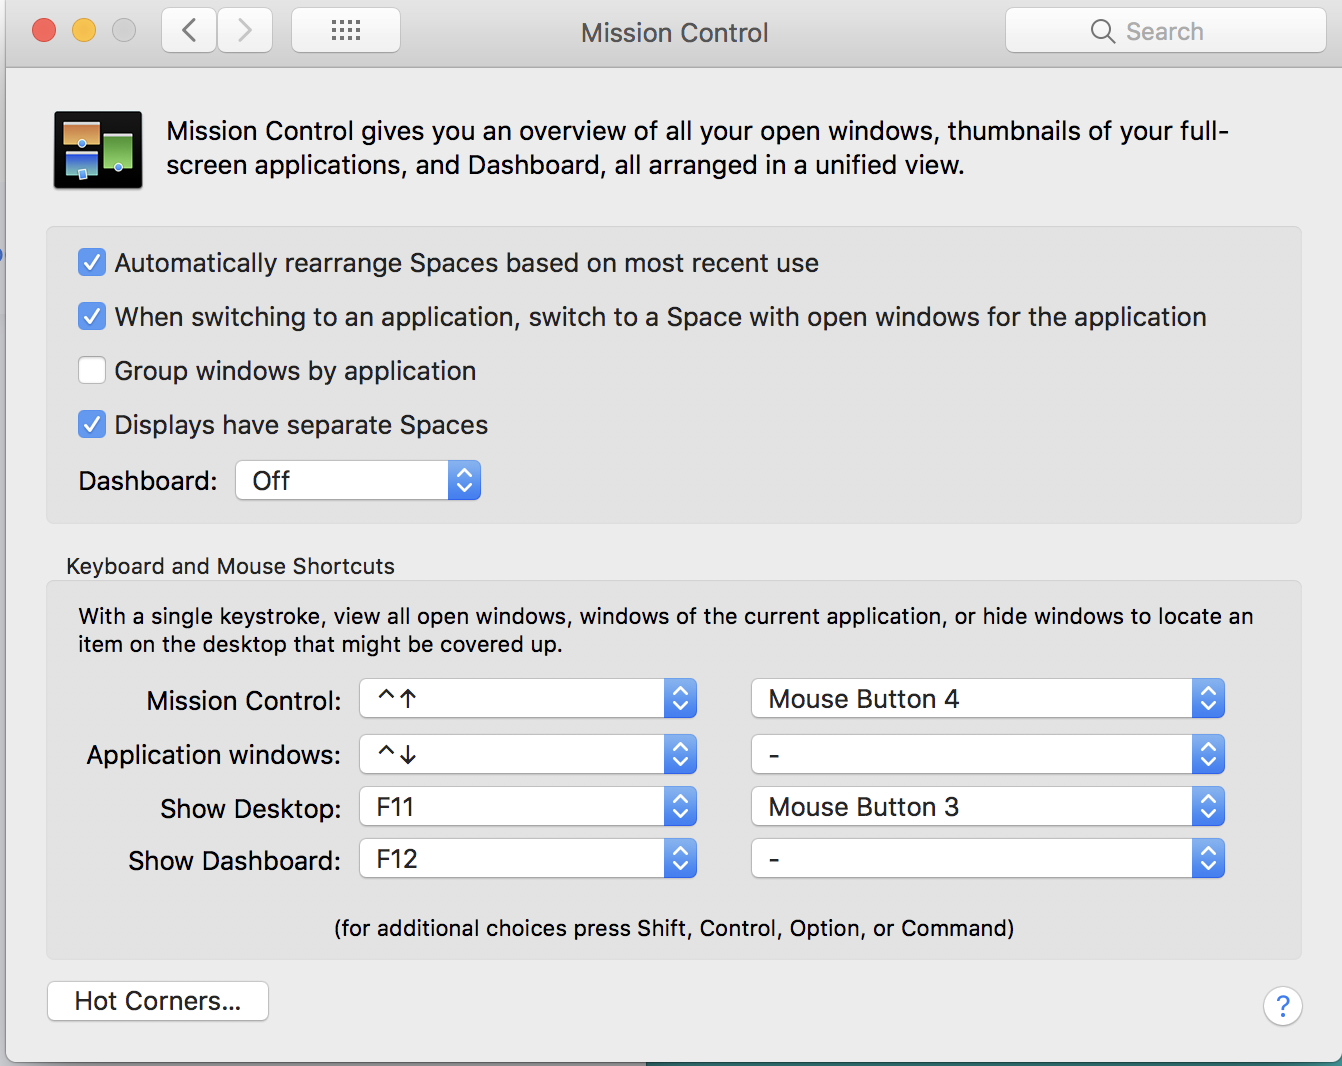 Mission Control
Search
Mission Control gives you an overview of all your open windows, thumbnails of your full-
screen applications, and Dashboard, all arranged in a unified view.
Automatically rearrange Spaces based on most recent use
When switching to an application, switch to a Space with open windows for the application
Group windows by application
Displays have separate Spaces
Dashboard: Off
Keyboard and Mouse Shortcuts
With a single keystroke, view all open windows, windows of the current application, or hide windows to locate an
item on the desktop that might be covered up.
Mission Control: ^↑ Mouse Button 4
Application windows: ^↓ -
Show Desktop: F11 Mouse Button 3
Show Dashboard: F12 -
(for additional choices press Shift, Control, Option, or Command)
Hot Corners...
?